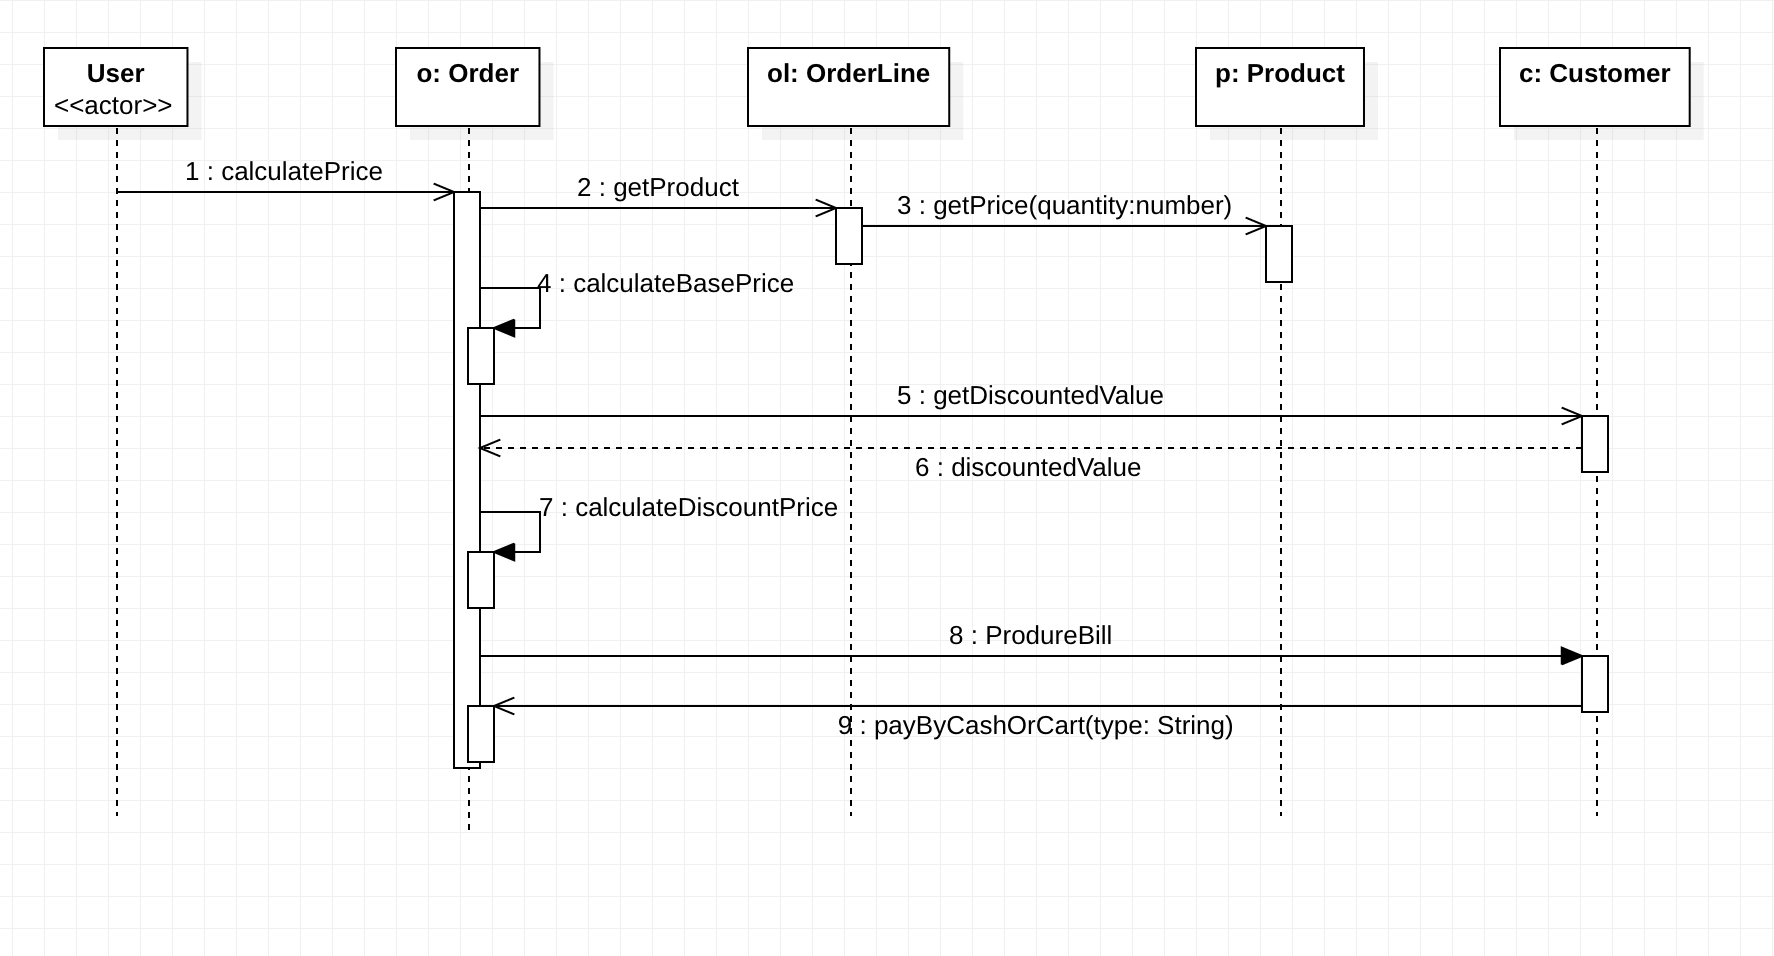 User
<<actor>>
o: Order
ol: OrderLine
p: Product
c: Customer
1 : calculatePrice
2 : getProduct
3 : getPrice(quantity:number)
4 : calculateBasePrice
5 : getDiscountedValue
6 : discountedValue
7 : calculateDiscountPrice
8 : ProdureBill
9 : payByCashOrCart(type: String)